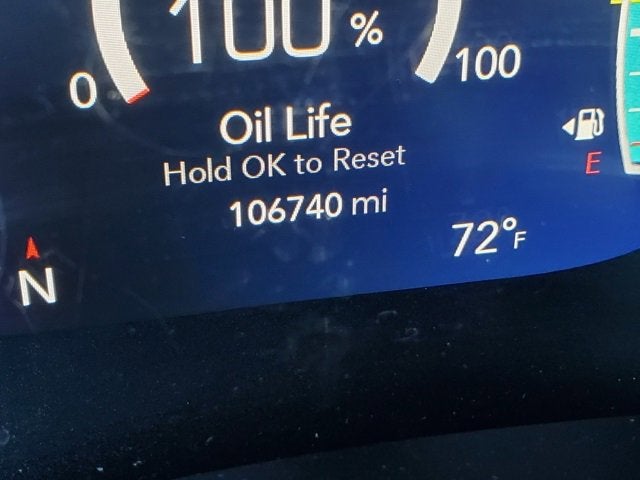 100 %
0
100
Oil Life
Hold OK to Reset
106740 mi
E
72°F
N